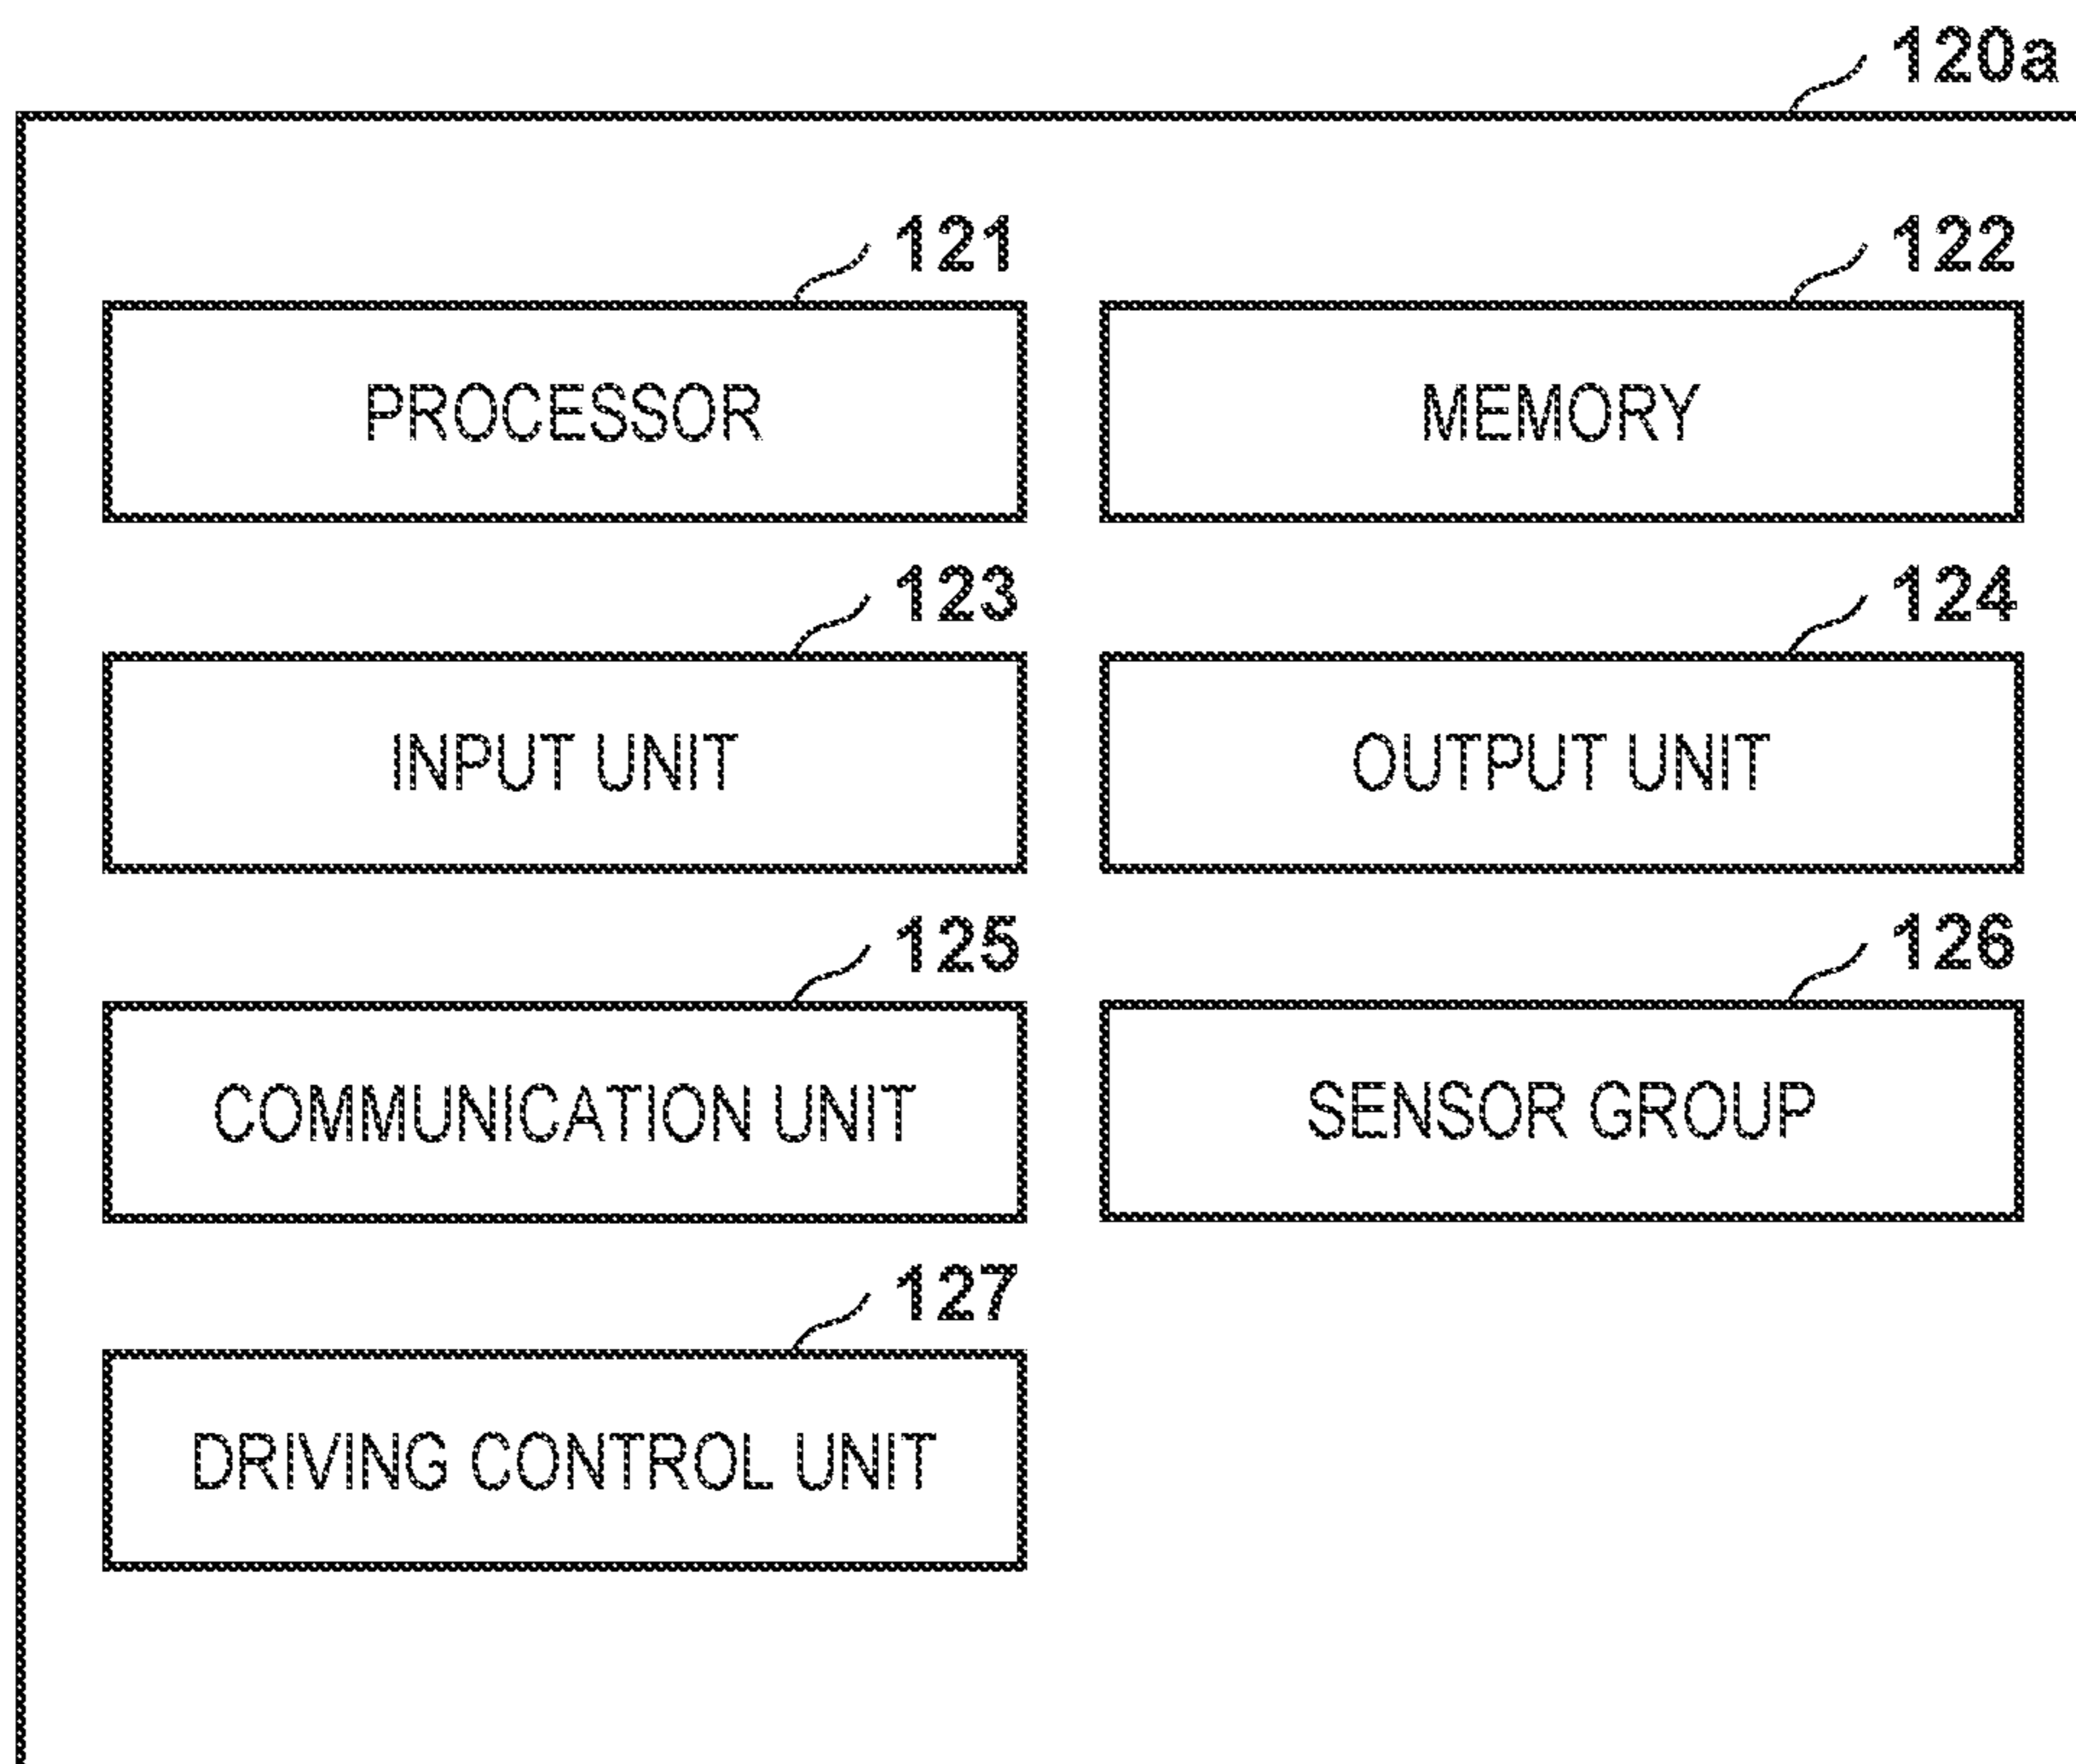 120a
121
122
PROCESSOR
MEMORY
123
124
INPUT UNIT
OUTPUT UNIT
125
126
COMMUNICATION UNIT
SENSOR GROUP
127
DRIVING CONTROL UNIT